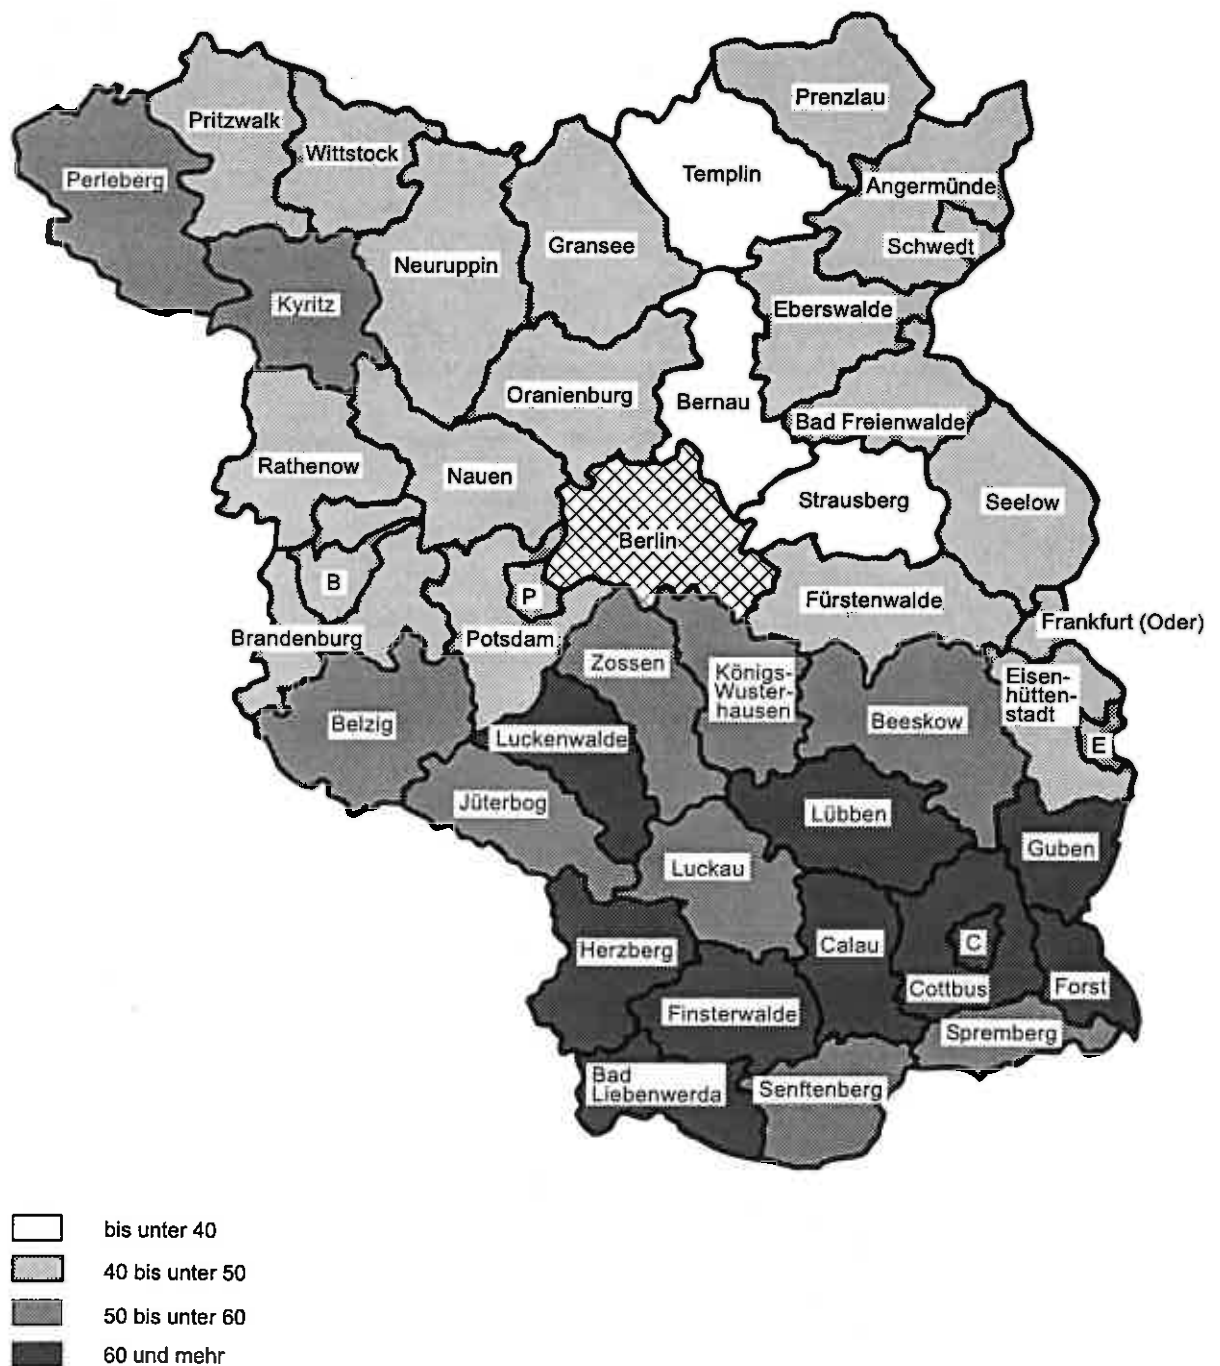 Prenzlau
Pritzwalk
Wittstock
Templin
Perleberg
Angermünde
Gransee
Schwedt
Neuruppin
Kyritz
Eberswalde
Oranienburg
Bernau
Bad Freienwalde
Rathenow
Nauen
Strausberg
Seelow
Berlin
B
P
Fürstenwalde
Frankfurt (Oder)
Brandenburg
Potsdam
Zossen
Königs-
Wuster-
hausen
Eisen-
hütten-
stadt
Belzig
Beeskow
Luckenwalde
E
Jüterbog
Lübben
Guben
Luckau
Herzberg
Calau
C
Cottbus
Forst
Finsterwalde
Spremberg
Bad
Liebenwerda
Senftenberg
bis unter 40
40 bis unter 50
50 bis unter 60
60 und mehr